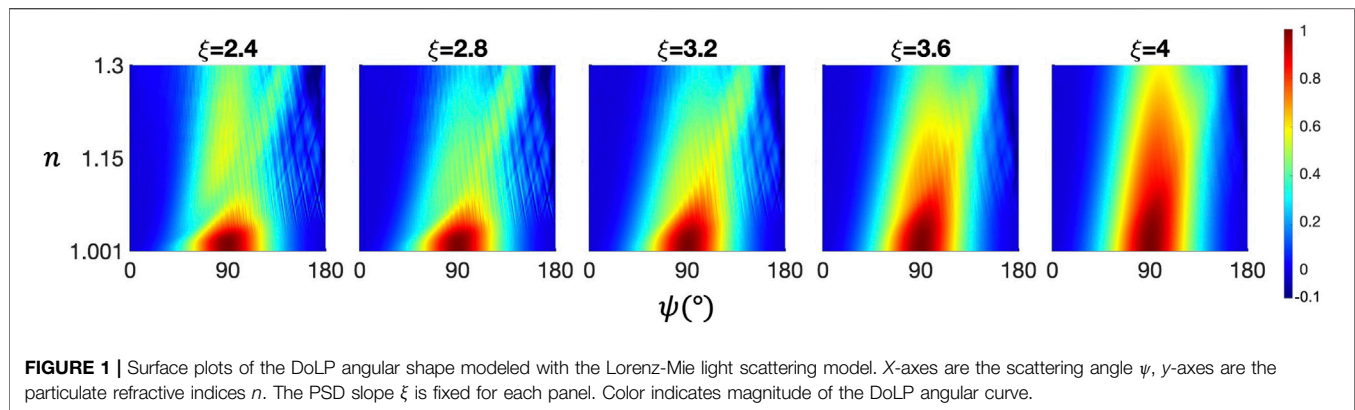 ξ=2.4 ξ=2.8 ξ=3.2 ξ=3.6 ξ=4
1.3
n 1.15
1.001
0 90 180 0 90 180 0 90 180 0 90 180 0 90 180
ψ(°)
1
0.8
0.6
0.4
0.2
0
-0.1
FIGURE 1 | Surface plots of the DoLP angular shape modeled with the Lorenz-Mie light scattering model. X-axes are the scattering angle ψ, y-axes are the
particulate refractive indices n. The PSD slope ξ is fixed for each panel. Color indicates magnitude of the DoLP angular curve.